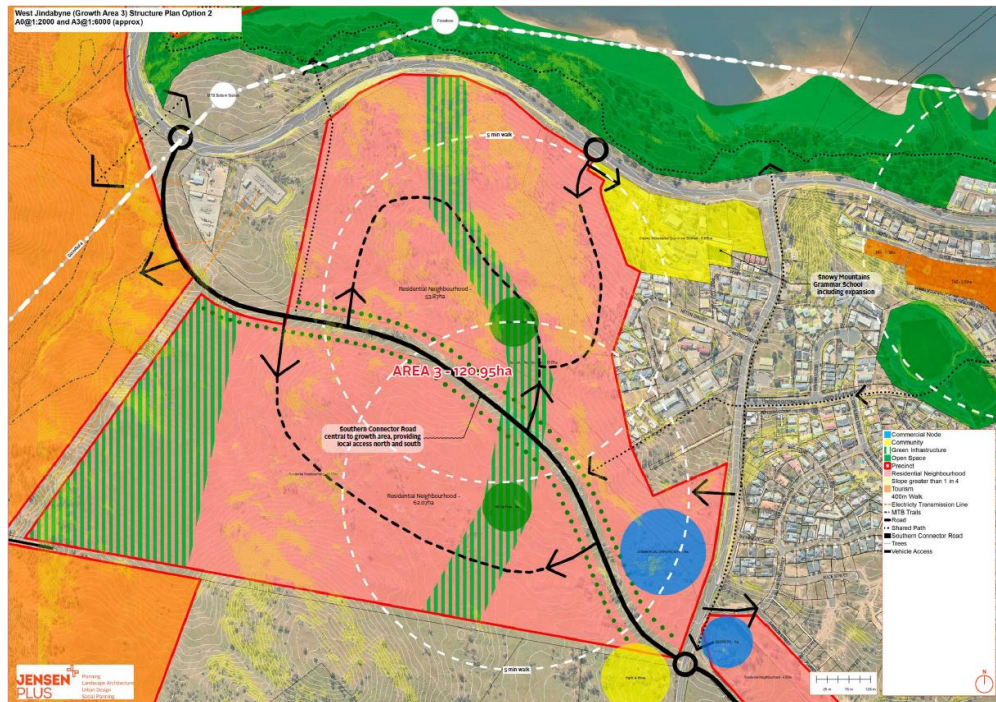 West Jindabyne (Growth Area 3) Structure Plan Option 2
A0@1:2000 and A3@1:6000 (approx)
5 min walk
Residential Neighbourhood -
AREA 3 - 120.95ha
Southern Connector Road
central to growth area, providing
local access north and south
Residential Neighbourhood -
62.07ha
Snowy Mountains
Grammar School
including expansion
5 min walk
Commercial Node
Community
Green Infrastructure
Open Space
Precinct
Residential Neighbourhood
Slope greater than 1 in 4
Tourism
400m Walk
Electricity Transmission Line
MTB Trails
Road
Shared Path
Southern Connector Road
Trees
Vehicle Access
JENSEN
PLUS
Planning
Landscape Architecture
Urban Design
Social Planning
N